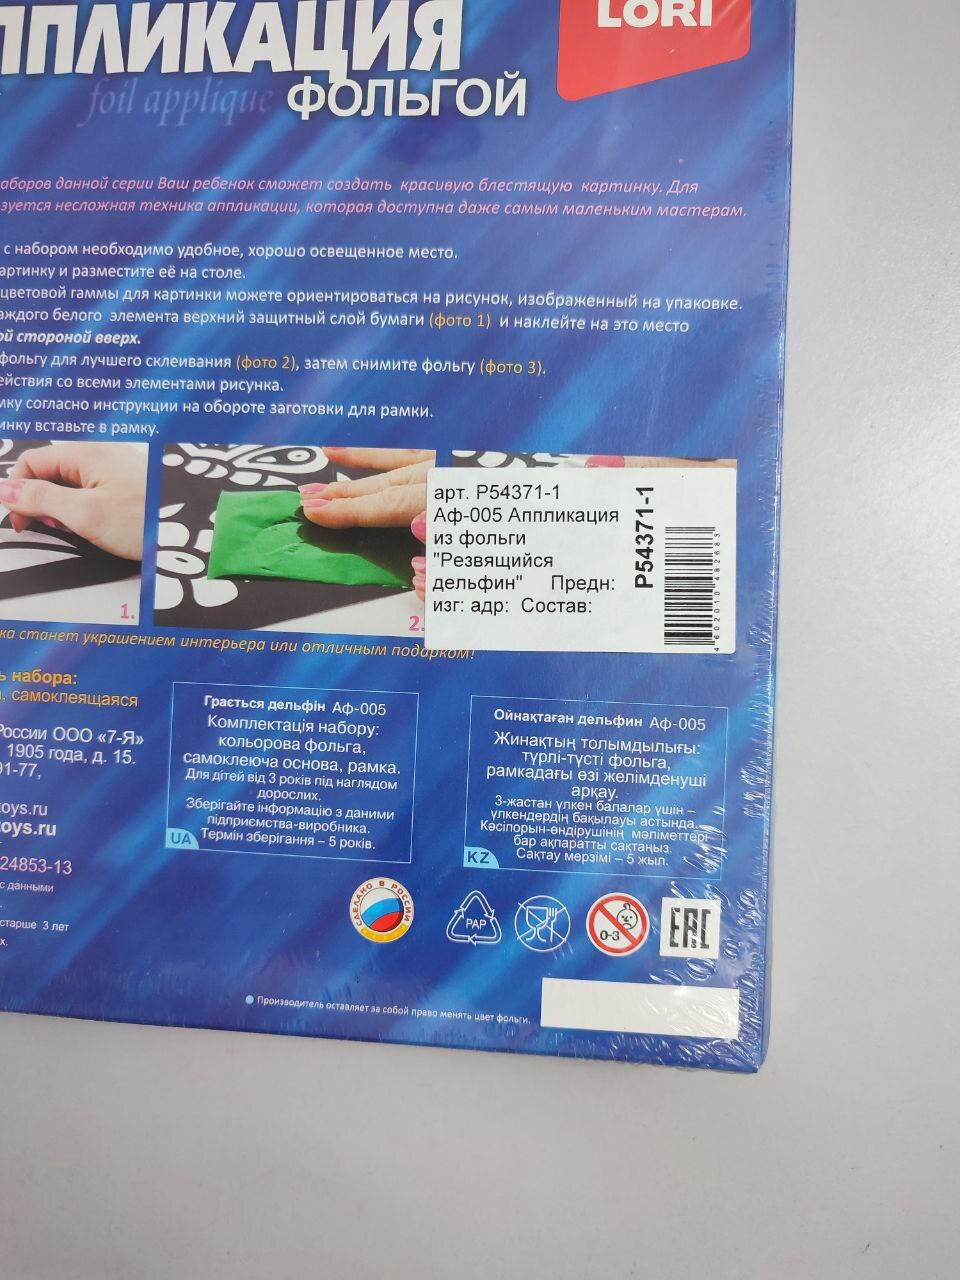 АППЛИКАЦИЯ
foil applique ФОЛЬГОЙ
LORI
аборов данной серии Ваш ребенок сможет создать красивую блестящую картинку. Для
зуется несложная техника аппликации, которая доступна даже самым маленьким мастерам.
с набором необходимо удобное, хорошо освещенное место.
артинку и разместите её на столе.
цветовой гаммы для картинки можете ориентироваться на рисунок, изображенный на упаковке.
аждого белого элемента верхний защитный слой бумаги (фото 1) и наклейте на это место
ой стороной вверх.
фольгу для лучшего склеивания (фото 2), затем снимите фольгу (фото 3).
ействия со всеми элементами рисунка.
мку согласно инструкции на обороте заготовки для рамки.
инку вставьте в рамку.
1.
2.
арт. Р54371-1
Аф-005 Аппликация
из фольги
"Резвящийся
дельфин" Предн:
изг: адр: Состав:
Р54371-1
4602010482683
ка станет украшением интерьера или отличным подарком!
ь набора:
, самоклеящаяся
России ООО «7-Я»
1905 года, д. 15.
91-77,
oys.ru
oys.ru
24853-13
с данными
старше 3 лет
х.
Грається дельфін Аф-005
Комплектація набору:
кольорова фольга,
самоклеюча основа, рамка.
Для дітей від 3 років під наглядом
дорослих.
Зберігайте інформацію з даними
підприємства-виробника.
Термін зберігання – 5 років.
UA
Ойнақтаған дельфин Аф-005
Жинақтың толымдылығы:
түрлі-түсті фольга,
рамкадағы өзі желімденуші
арқау.
3-жастан үлкен балалар үшін –
үлкендердің бақылауы астында.
Кәсіпорын-өндірушінің мәліметтері
бар ақпаратты сақтаңыз.
Сақтау мерзімі – 5 жыл.
KZ
СДЕЛАНО В РОССИИ
PAP
0-3
EAC
Производитель оставляет за собой право менять цвет фольги.